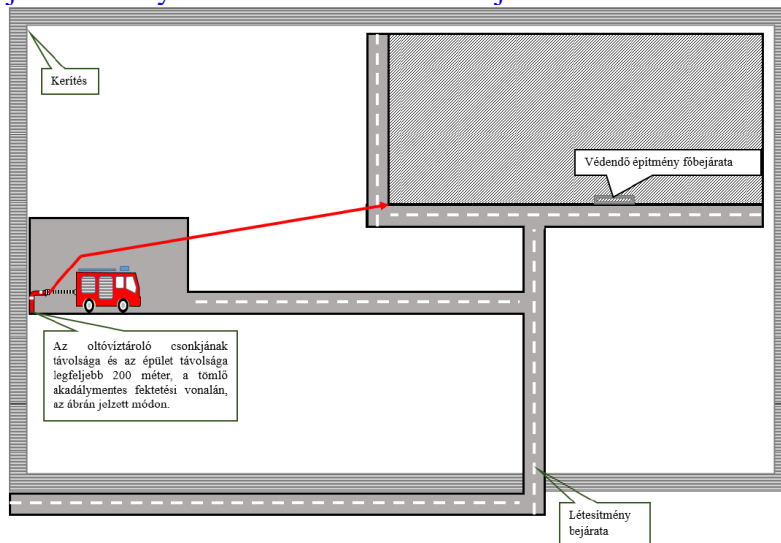 Kerítés
Védendő építmény főbejárata
Az oltóvíztároló csonkjának
távolsága és az épület távolsága
legfeljebb 200 méter, a tömlő
akadálymentes fektetési vonalán,
az ábrán jelzett módon.
Létesítmény
bejárata